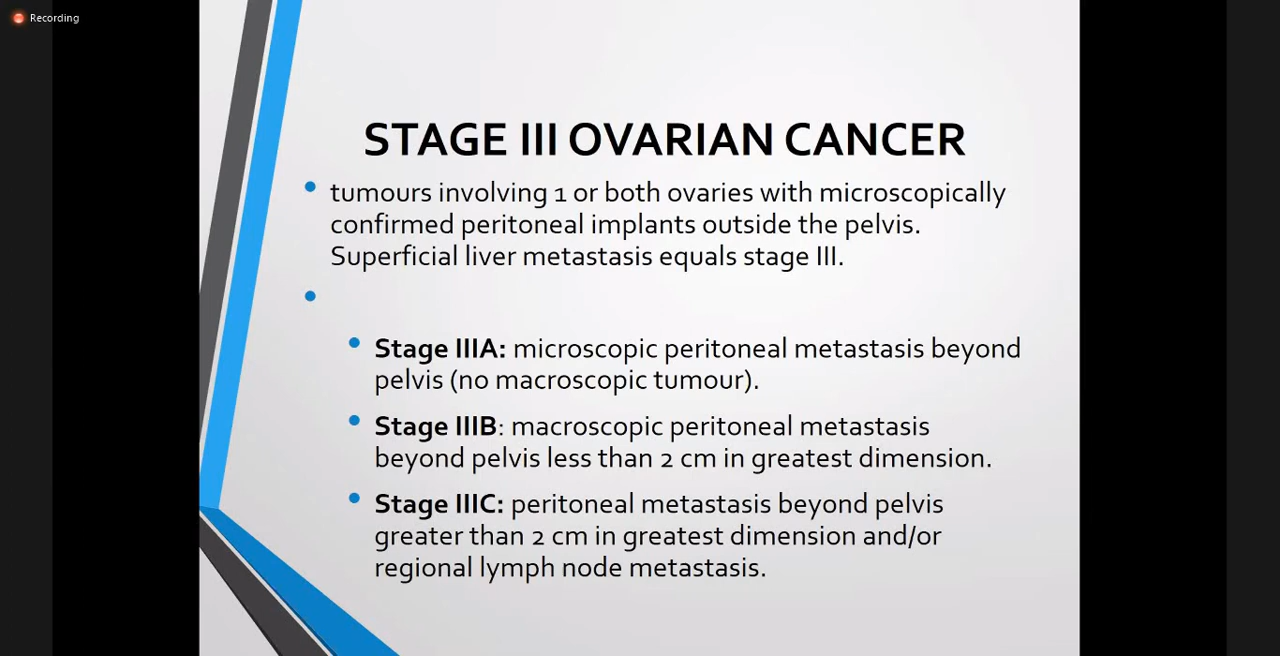 Recording
STAGE III OVARIAN CANCER
tumours involving 1 or both ovaries with microscopically
confirmed peritoneal implants outside the pelvis.
Superficial liver metastasis equals stage III.
Stage IIIA: microscopic peritoneal metastasis beyond
pelvis (no macroscopic tumour).
Stage IIIB: macroscopic peritoneal metastasis
beyond pelvis less than 2 cm in greatest dimension.
Stage IIIC: peritoneal metastasis beyond pelvis
greater than 2 cm in greatest dimension and/or
regional lymph node metastasis.